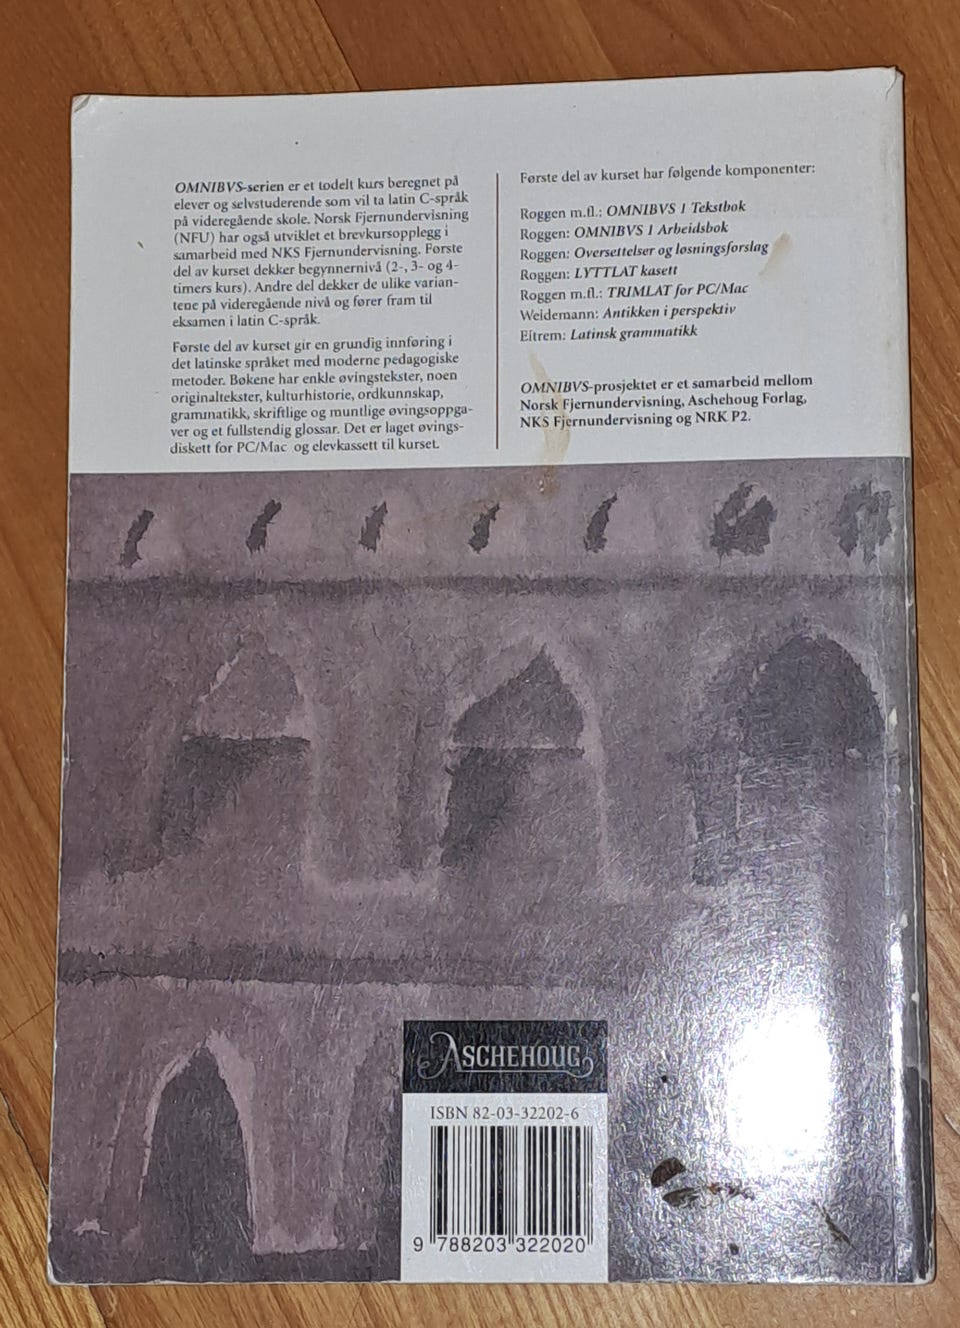 OMNIBVS-serien er et todelt kurs beregnet på
elever og selvstuderende som vil ta latin C-språk
på videregående skole. Norsk Fjernundervisning
(NFU) har også utviklet et brevkursopplegg i
samarbeid med NKS Fjernundervisning. Første
del av kurset dekker begynnernivå (2-, 3- og 4-
timers kurs). Andre del dekker de ulike varian-
tene på videregående nivå og fører fram til
eksamen i latin C-språk.
Første del av kurset gir en grundig innføring i
det latinske språket med moderne pedagogiske
metoder. Bøkene har enkle øvingstekster, noen
originaltekster, kulturhistorie, ordkunnskap,
grammatikk, skriftlige og muntlige øvingsoppga-
ver og et fullstendig glossar. Det er laget øvings-
diskett for PC/Mac og elevkassett til kurset.
Første del av kurset har følgende komponenter:
Roggen m.fl.: OMNIBVS 1 Tekstbok
Roggen: OMNIBVS 1 Arbeidsbok
Roggen: Oversettelser og løsningsforslag
Roggen: LYTTLAT kasett
Roggen m.fl.: TRIMLAT for PC/Mac
Weidemann: Antikken i perspektiv
Eitrem: Latinsk grammatikk
OMNIBVS-prosjektet er et samarbeid mellom
Norsk Fjernundervisning, Aschehoug Forlag,
NKS Fjernundervisning og NRK P2.
ASCHEHOUG
ISBN 82-03-32202-6
9 788203 322020